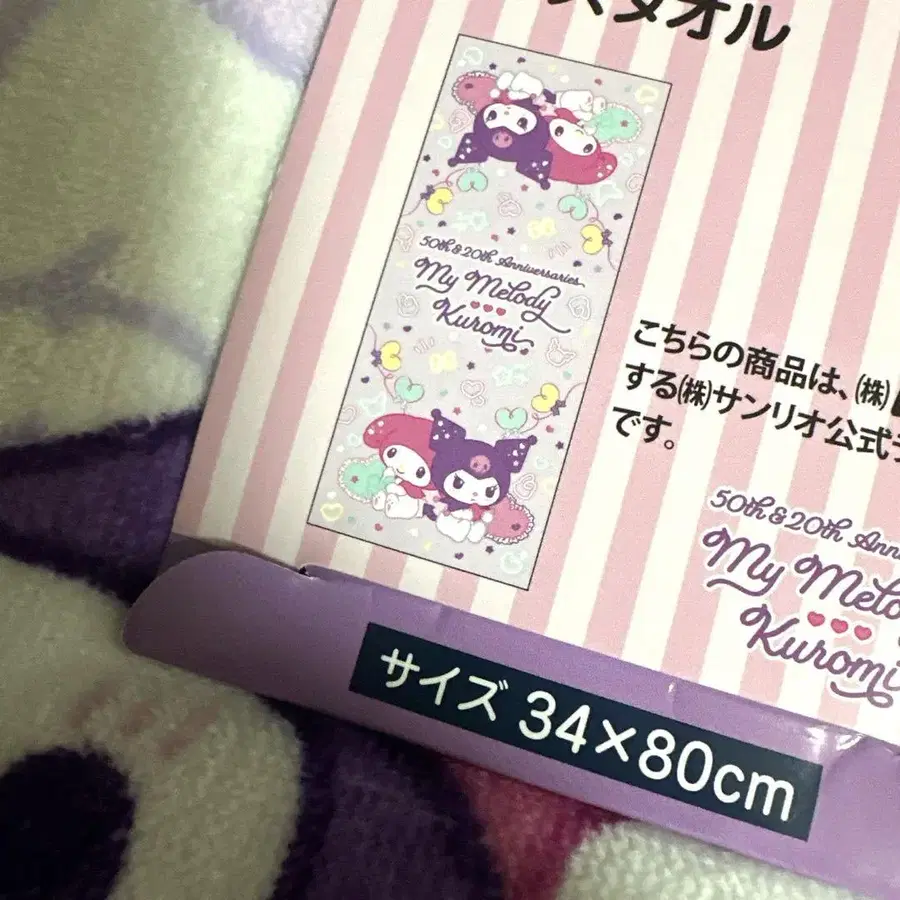 スタオル
50th & 20th Anniversaries
My Melody
Kuromi
こちらの商品は、㈱
する㈱サンリオ公式
です。
50th & 20th Ann
My Melo
Kuromi
サイズ 34×80cm